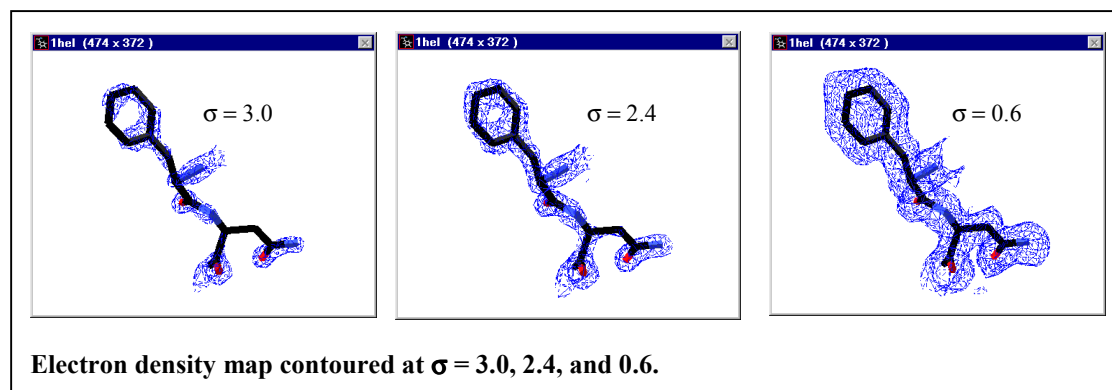 1hel (474 x 372 )
σ = 3.0
1hel (474 x 372 )
σ = 2.4
1hel (474 x 372 )
σ = 0.6
Electron density map contoured at σ = 3.0, 2.4, and 0.6.